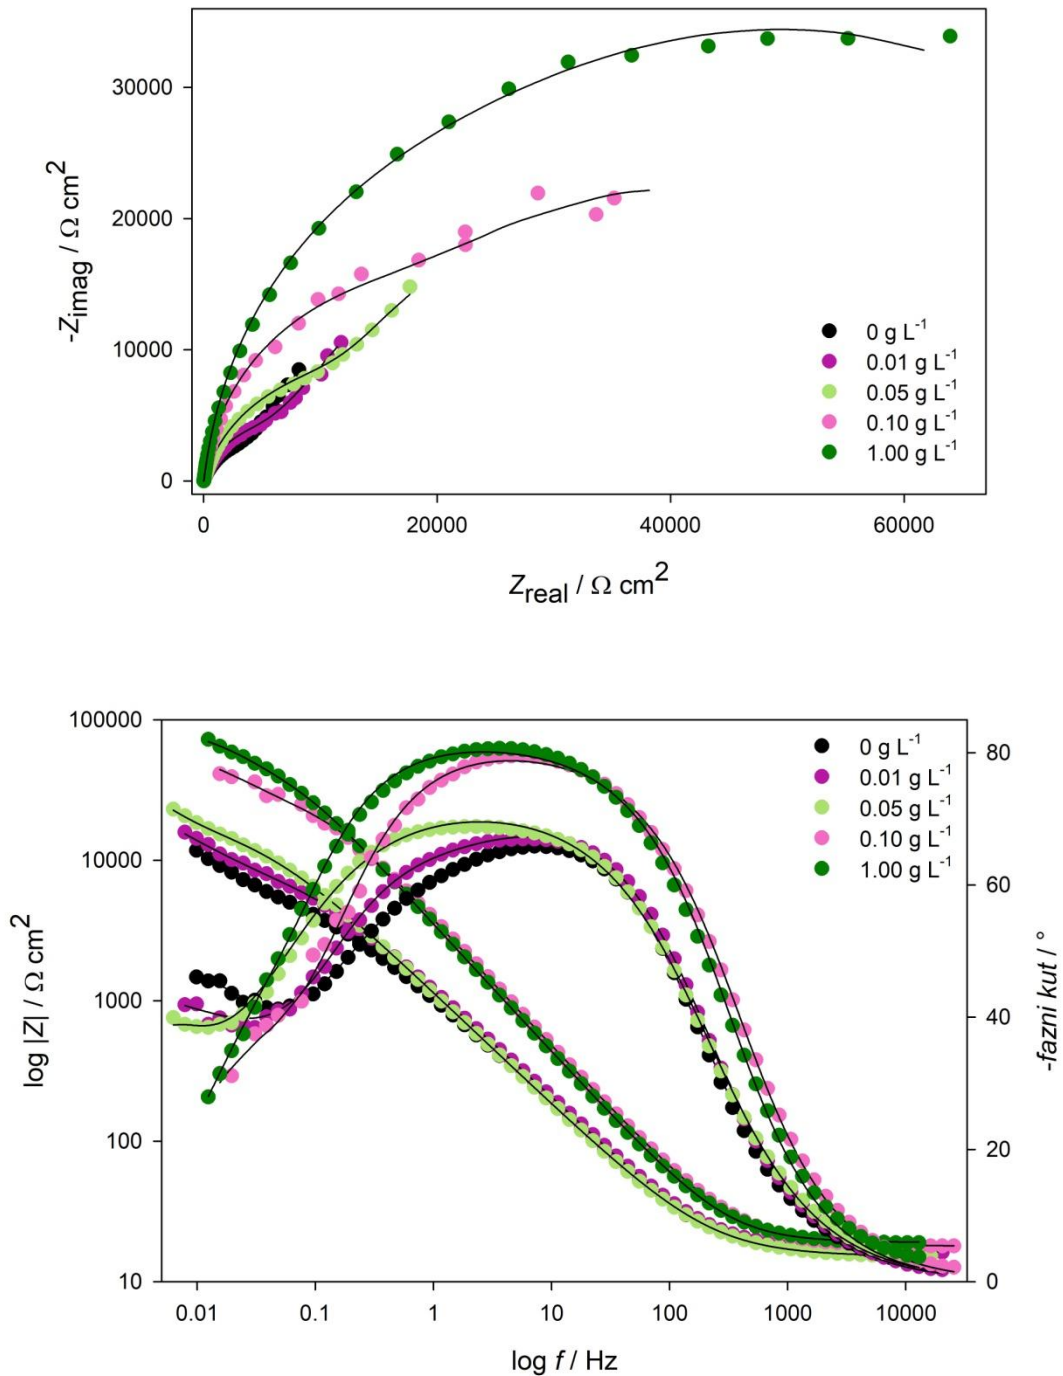 30000
20000
10000
0
-Zimag / Ω cm²
0 g L⁻¹
0.01 g L⁻¹
0.05 g L⁻¹
0.10 g L⁻¹
1.00 g L⁻¹
0 20000 40000 60000
Zreal / Ω cm²
100000
10000
1000
100
10
log |Z| / Ω cm²
0 g L⁻¹
0.01 g L⁻¹
0.05 g L⁻¹
0.10 g L⁻¹
1.00 g L⁻¹
80
60
40
20
0
-fazni kut / °
0.01 0.1 1 10 100 1000 10000
log f / Hz